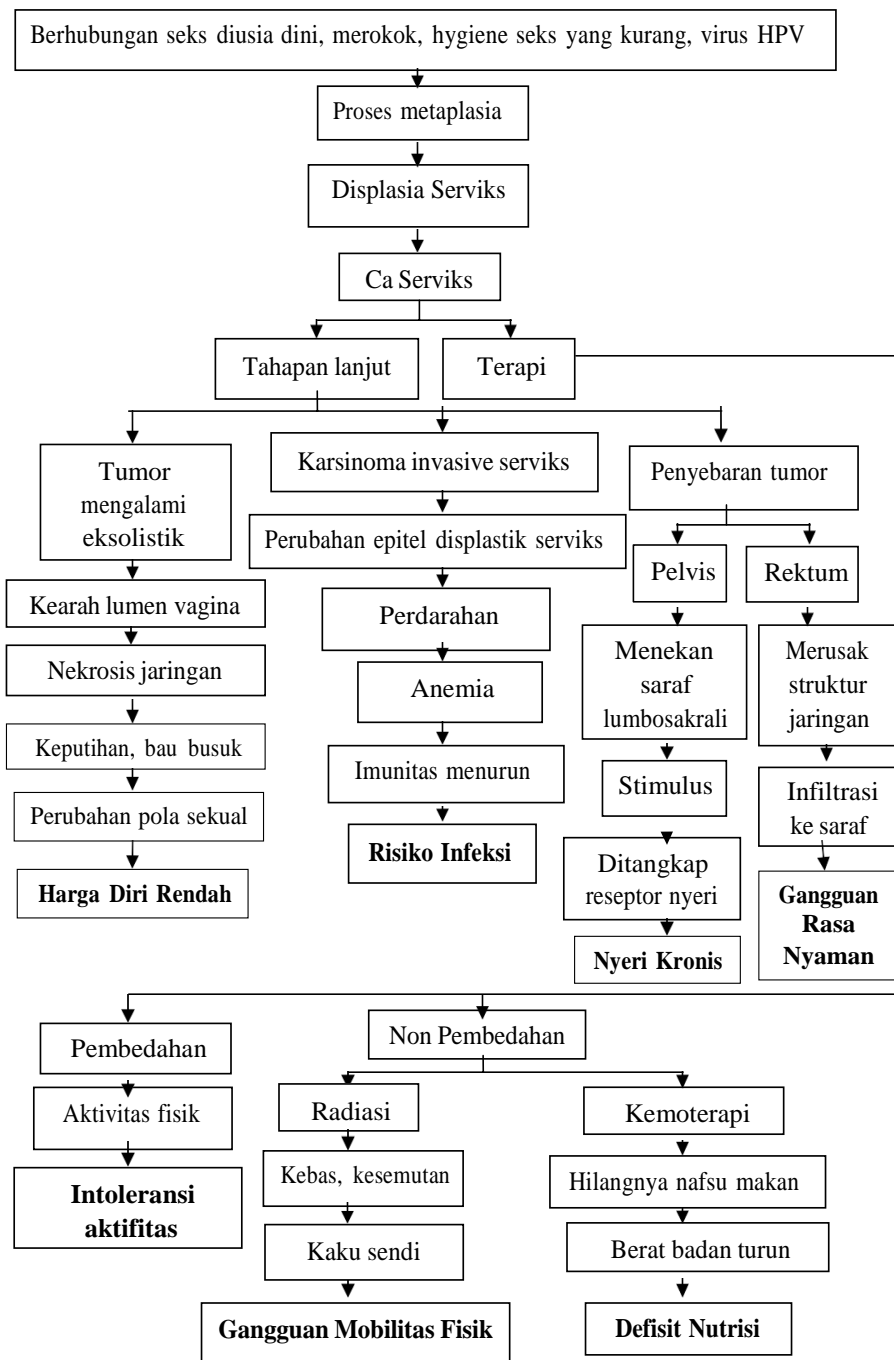 Berhubungan seks diusia dini, merokok, hygiene seks yang kurang, virus HPV
Proses metaplasia
Displasia Serviks
Ca Serviks
Tahapan lanjut
Terapi
Tumor
mengalami
eksolistik
Karsinoma invasive serviks
Penyebaran tumor
Perubahan epitel displastik serviks
Pelvis
Rektum
Kearah lumen vagina
Perdarahan
Menekan
saraf
lumbosakrali
Merusak
struktur
jaringan
Nekrosis jaringan
Anemia
Keputihan, bau busuk
Imunitas menurun
Stimulus
Infiltrasi
ke saraf
Perubahan pola seksual
Risiko Infeksi
Ditangkap
reseptor nyeri
Gangguan
Rasa
Nyaman
Harga Diri Rendah
Nyeri Kronis
Pembedahan
Non Pembedahan
Aktivitas fisik
Radiasi
Kemoterapi
Intoleransi
aktifitas
Kebas, kesemutan
Hilangnya nafsu makan
Kaku sendi
Berat badan turun
Gangguan Mobilitas Fisik
Defisit Nutrisi